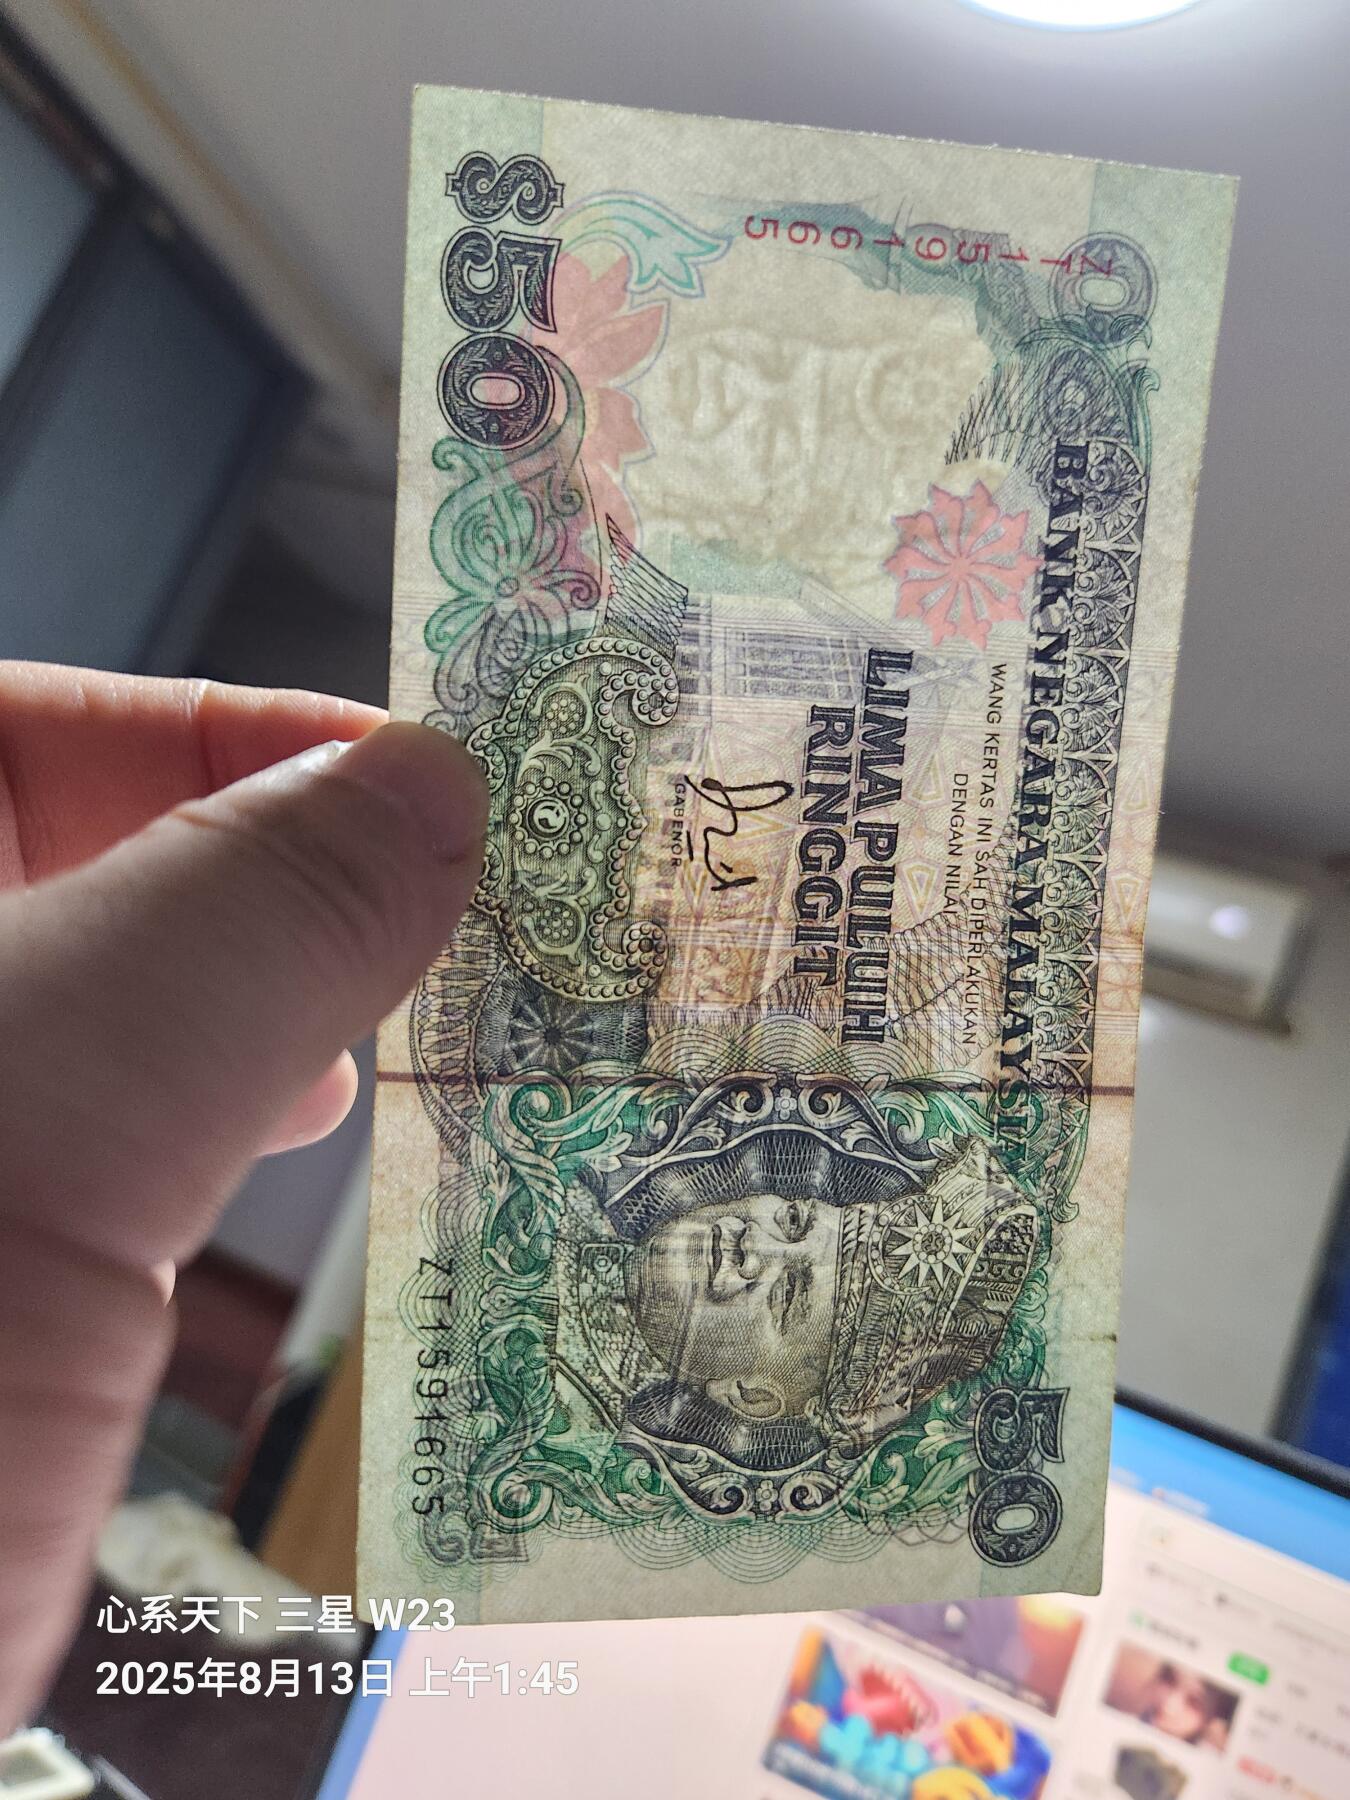 BANK NEGARA MALAYSIA
WANG KERTAS INI SAH DIPERLAKUKAN
DENGAN NILAI
LIMA PULUH
RINGGIT
GABENOR
$50
50
ZT1591665
ZT1591665
心系天下 三星 W23
2025年8月13日 上午1:45